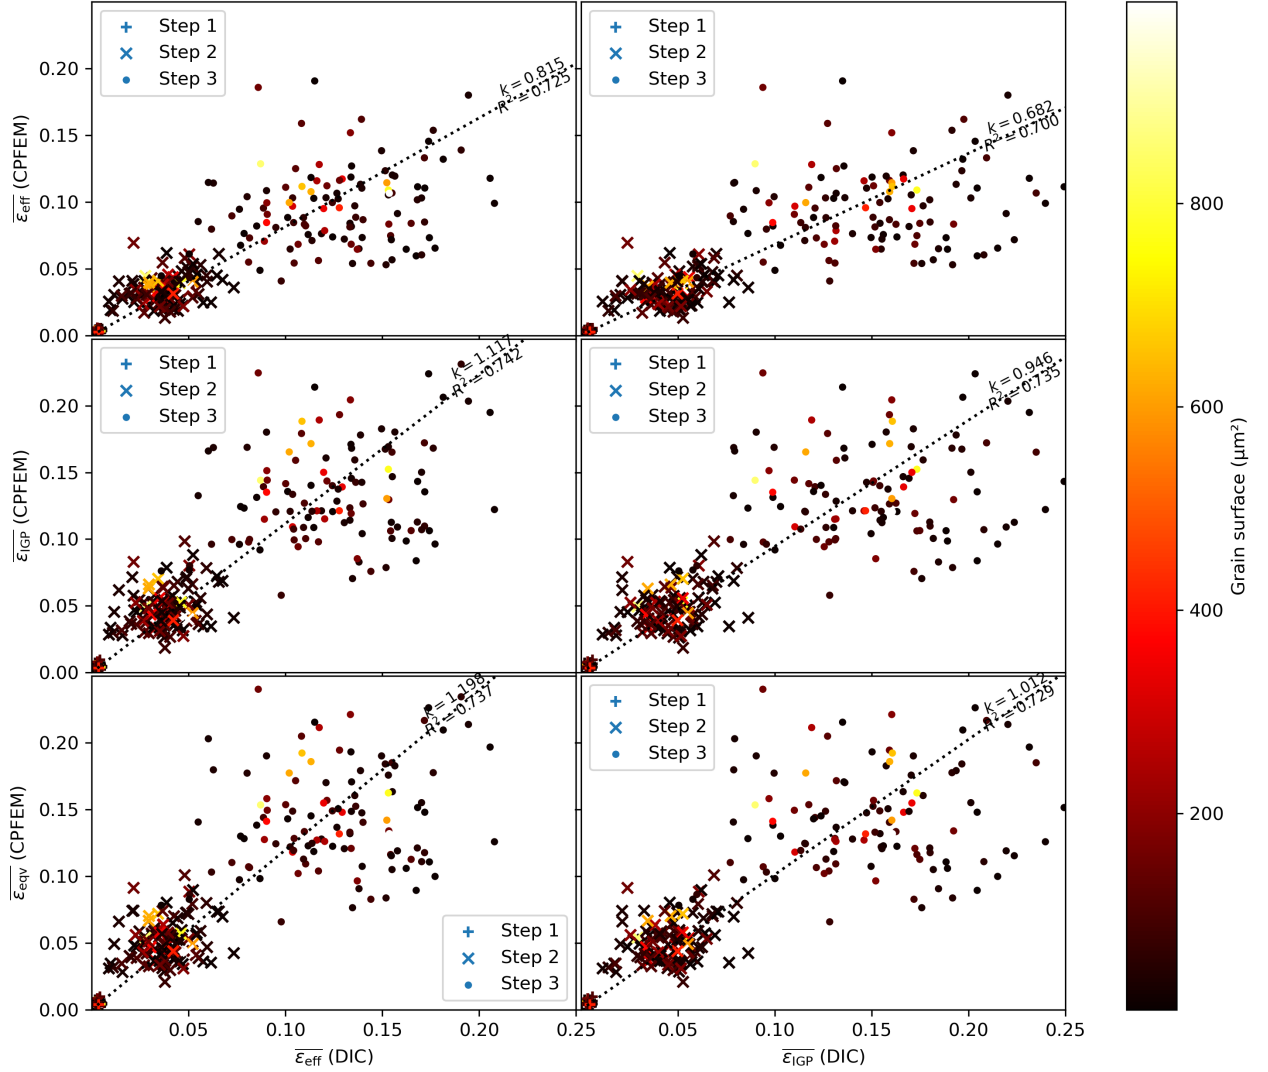 Step 1
Step 2
Step 3
k = 0.815
R² = 0.725
0.20
0.15
0.10
0.05
0.00
ε_eff (CPFEM)
Step 1
Step 2
Step 3
k = 0.682
R² = 0.700
Step 1
Step 2
Step 3
k = 1.117
R² = 0.742
0.20
0.15
0.10
0.05
0.00
ε_IGP (CPFEM)
Step 1
Step 2
Step 3
k = 0.946
R² = 0.735
k = 1.198
R² = 0.737
0.20
0.15
0.10
0.05
0.00
ε_eqv (CPFEM)
Step 1
Step 2
Step 3
Step 1
Step 2
Step 3
k = 1.012
R² = 0.729
0.05
0.10
0.15
0.20
0.25
ε_eff (DIC)
0.05
0.10
0.15
0.20
0.25
ε_IGP (DIC)
800
600
400
200
Grain surface (μm²)